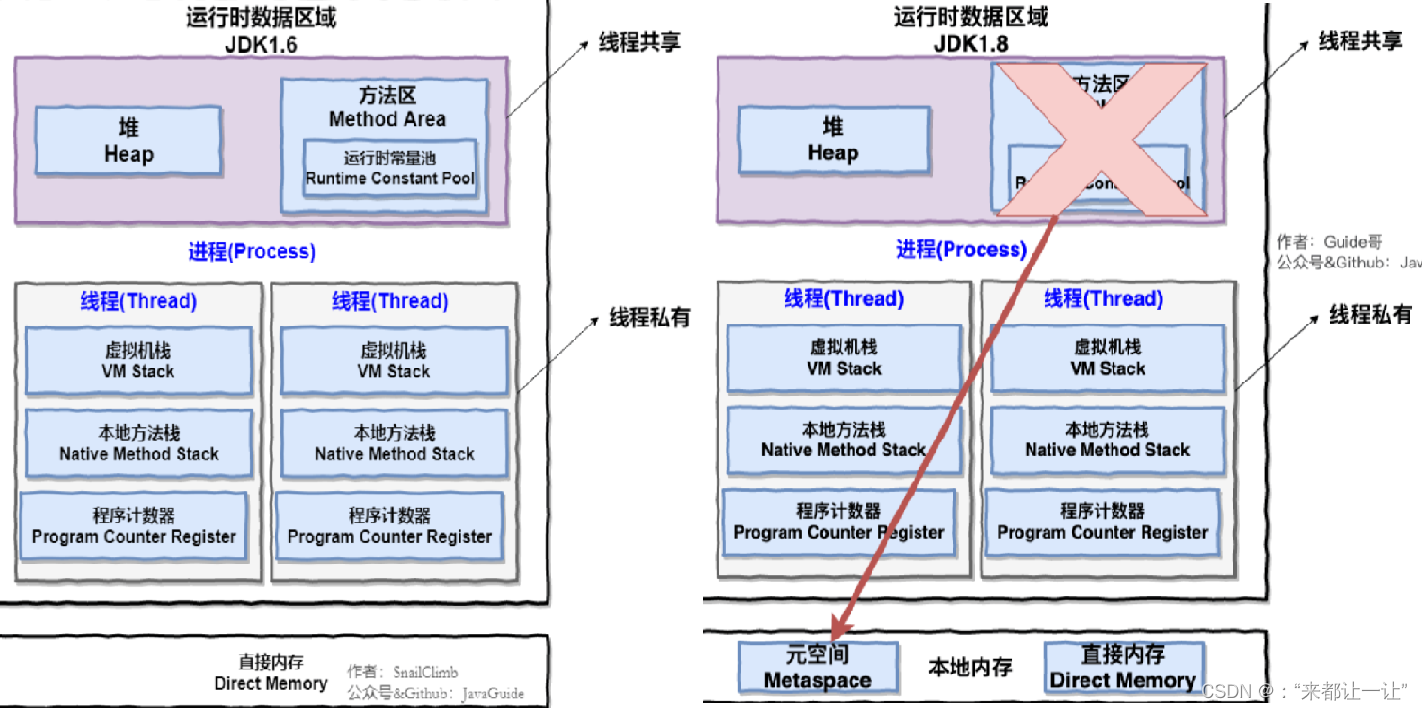 运行时数据区域
JDK1.6
线程共享
堆
Heap
方法区
Method Area
运行时常量池
Runtime Constant Pool
进程(Process)
线程(Thread)
线程(Thread)
线程私有
虚拟机栈
VM Stack
虚拟机栈
VM Stack
本地方法栈
Native Method Stack
本地方法栈
Native Method Stack
程序计数器
Program Counter Register
程序计数器
Program Counter Register
直接内存
Direct Memory
作者：SnailClimb
公众号&Github：JavaGuide
运行时数据区域
JDK1.8
线程共享
堆
Heap
方法区
进程(Process)
作者：Guide哥
公众号&Github：Jav
线程(Thread)
线程(Thread)
线程私有
虚拟机栈
VM Stack
虚拟机栈
VM Stack
本地方法栈
Native Method Stack
本地方法栈
Native Method Stack
程序计数器
Program Counter Register
程序计数器
Program Counter Register
元空间
Metaspace
本地内存
直接内存
Direct Memory
CSDN @：“来都让一让”